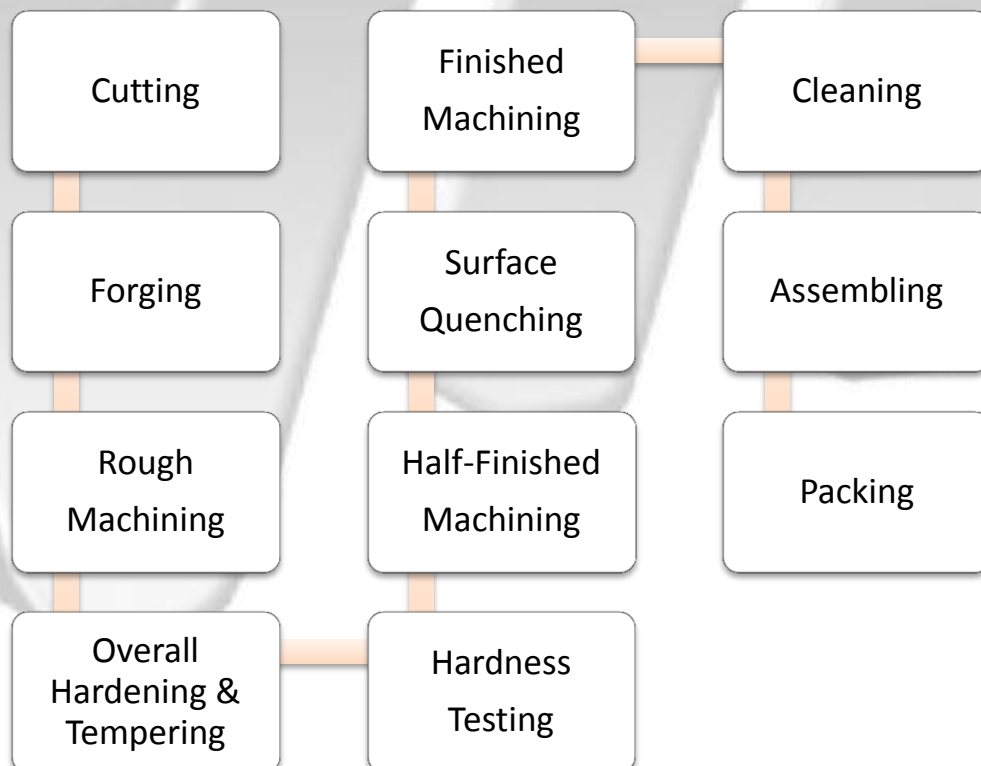 Cutting
Forging
Rough
Machining
Overall
Hardening &
Tempering
Hardness
Testing
Half-Finished
Machining
Surface
Quenching
Finished
Machining
Cleaning
Assembling
Packing